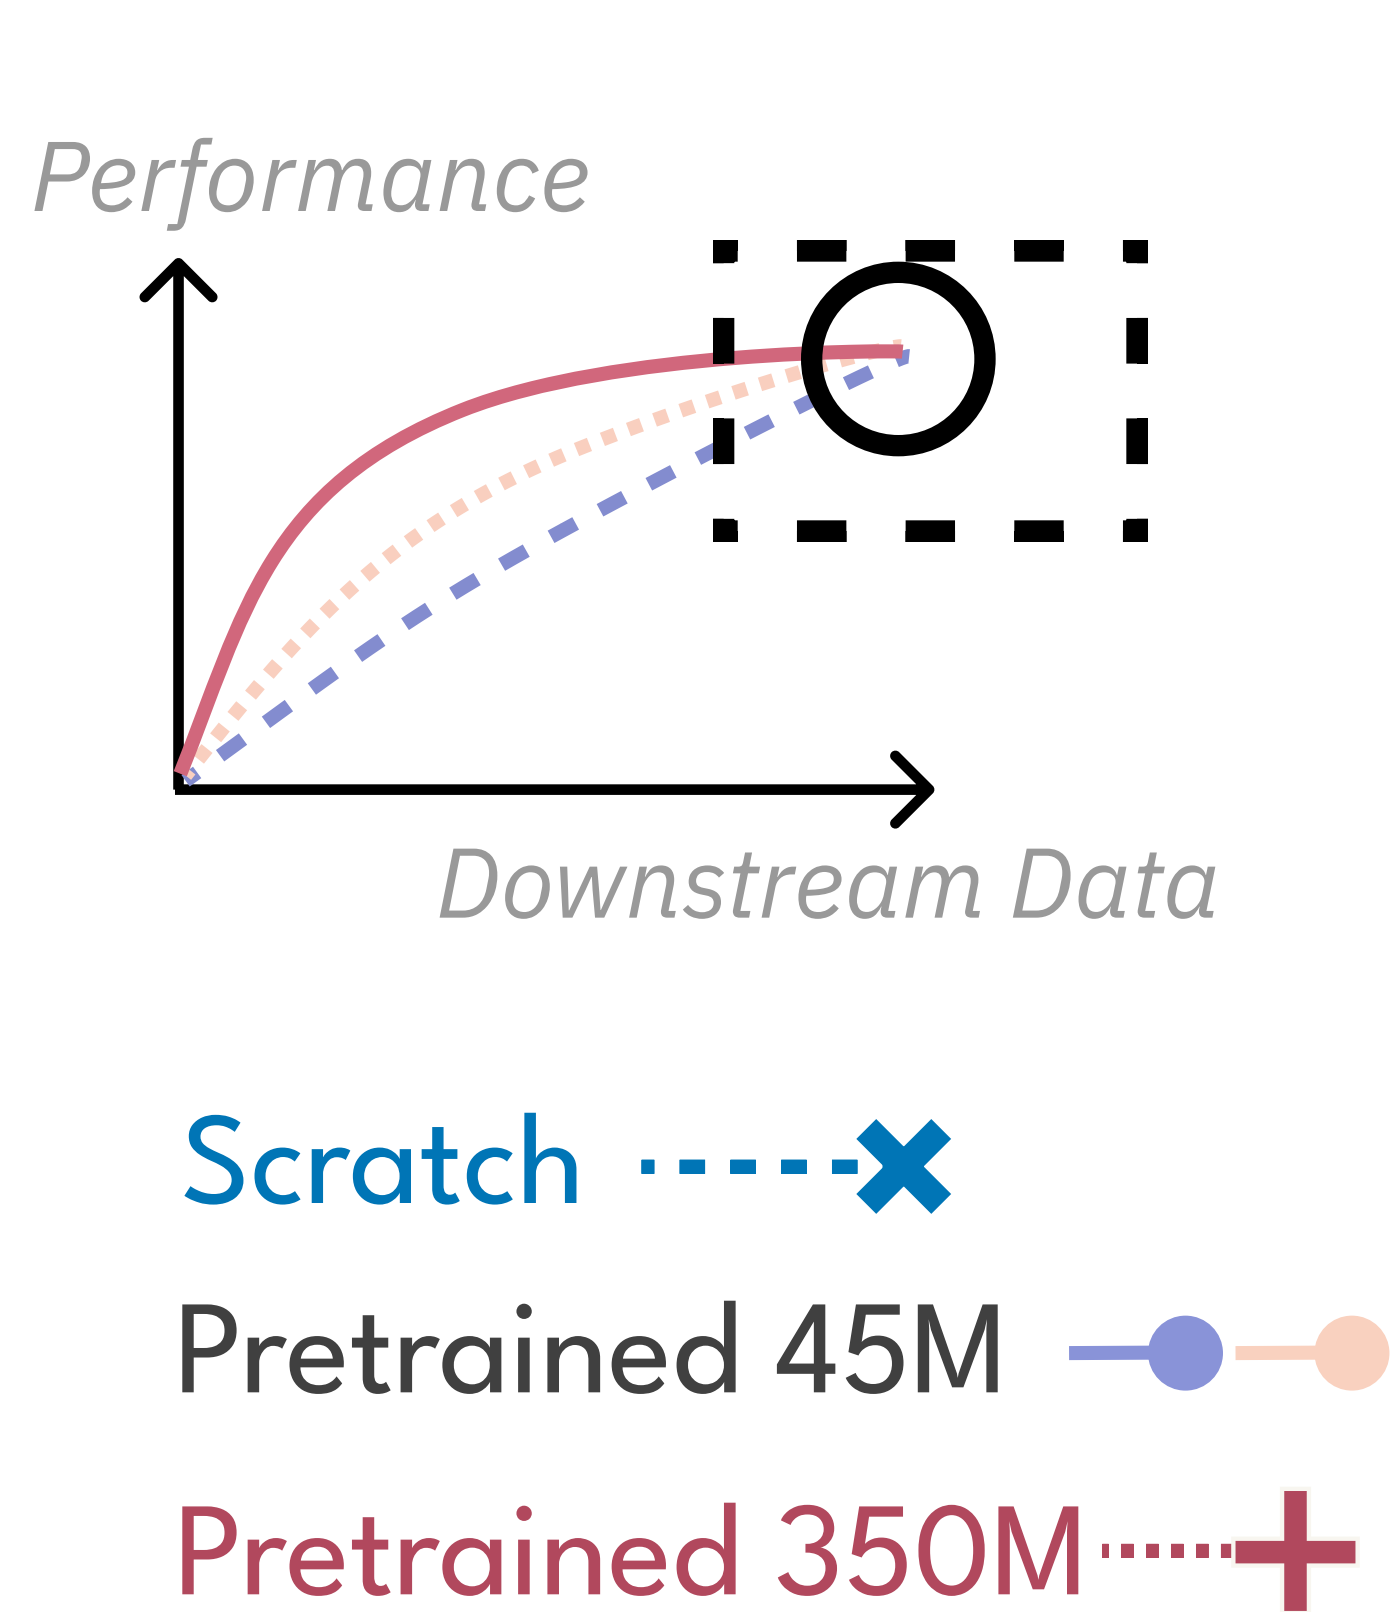 Performance
Downstream Data
Scratch
Pretrained 45M
Pretrained 350M